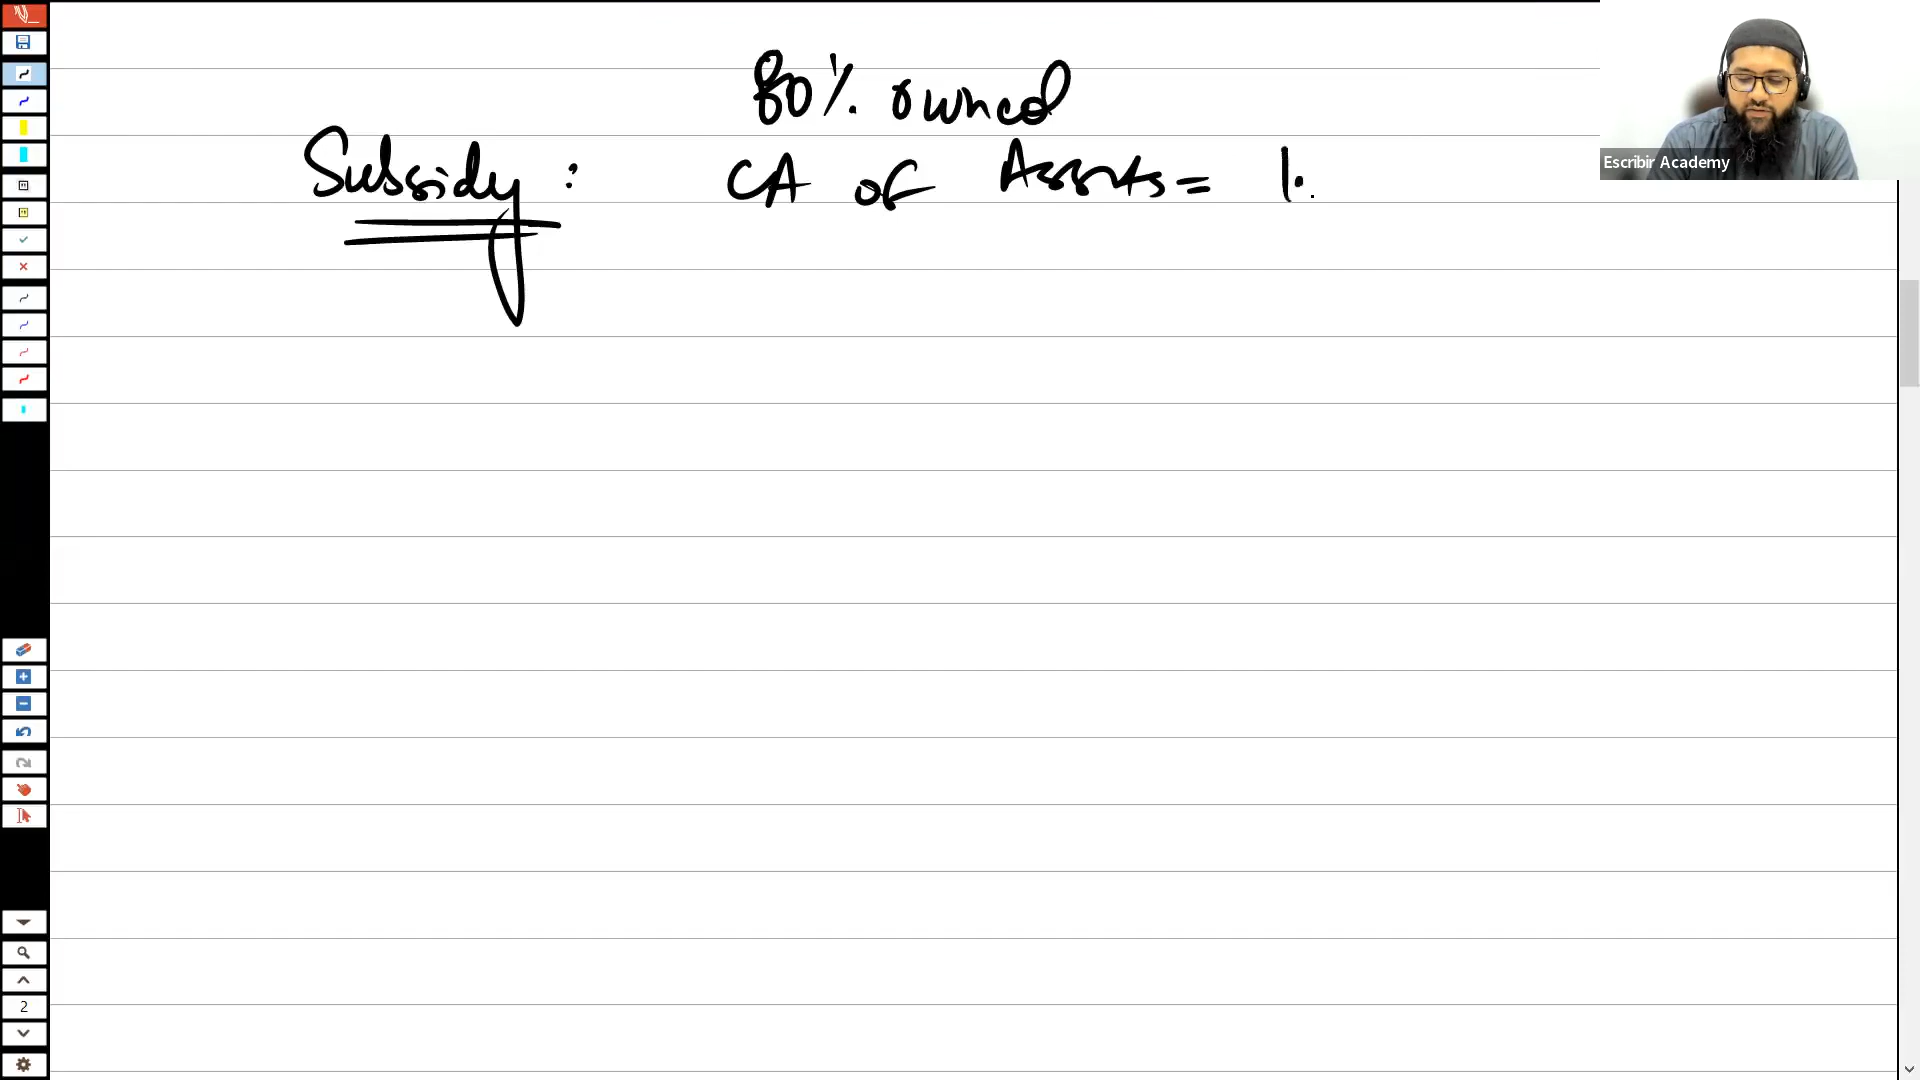 80% owned
Subsidy : CA of Assets = 1.
Escribir Academy
2